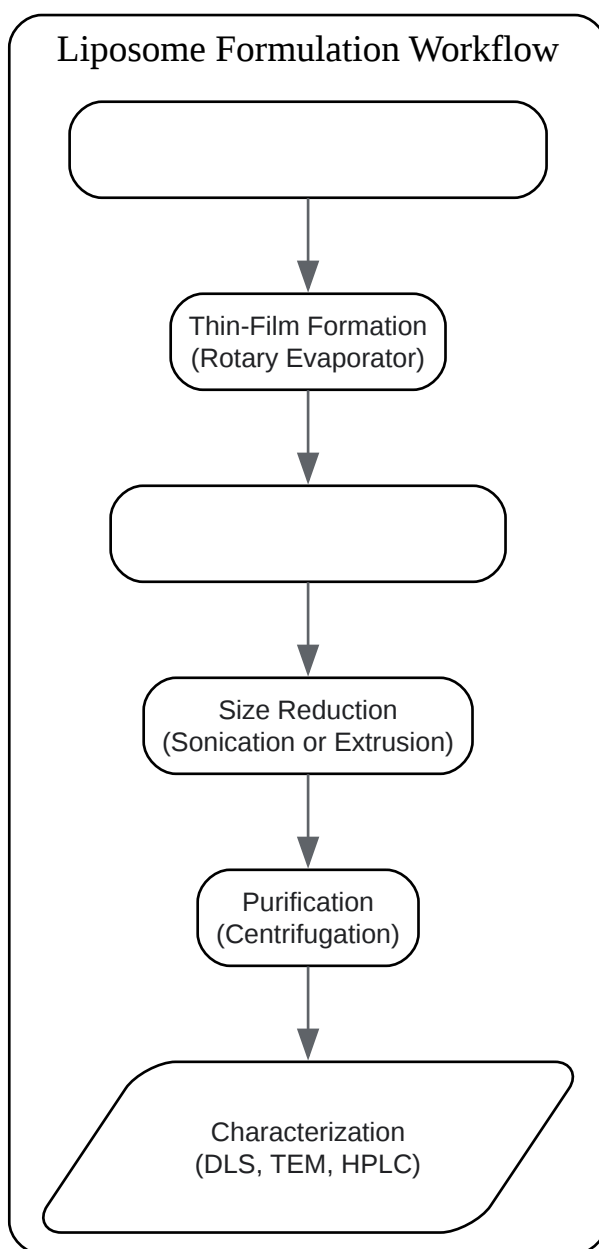 Liposome Formulation Workflow
Thin-Film Formation
(Rotary Evaporator)
Size Reduction
(Sonication or Extrusion)
Purification
(Centrifugation)
Characterization
(DLS, TEM, HPLC)